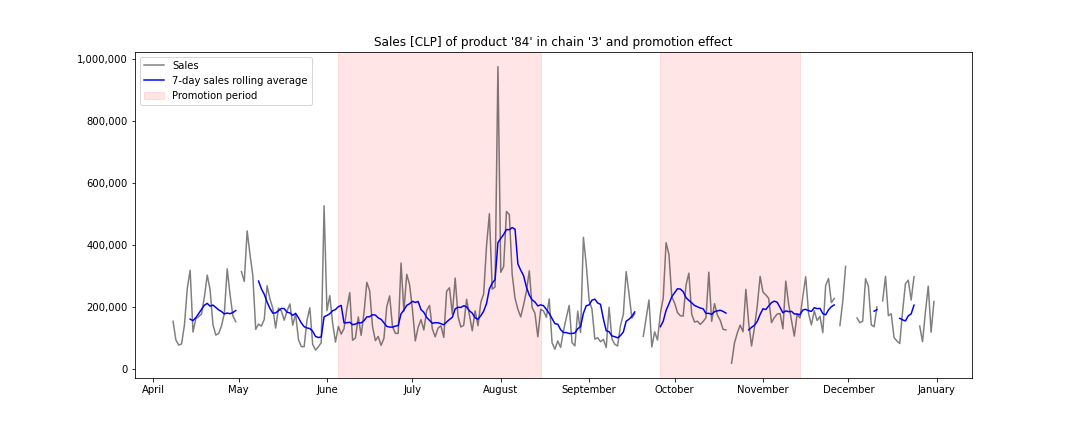 Sales [CLP] of product '84' in chain '3' and promotion effect
1,000,000
800,000
600,000
400,000
200,000
0
Sales
7-day sales rolling average
Promotion period
April May June July August September October November December January